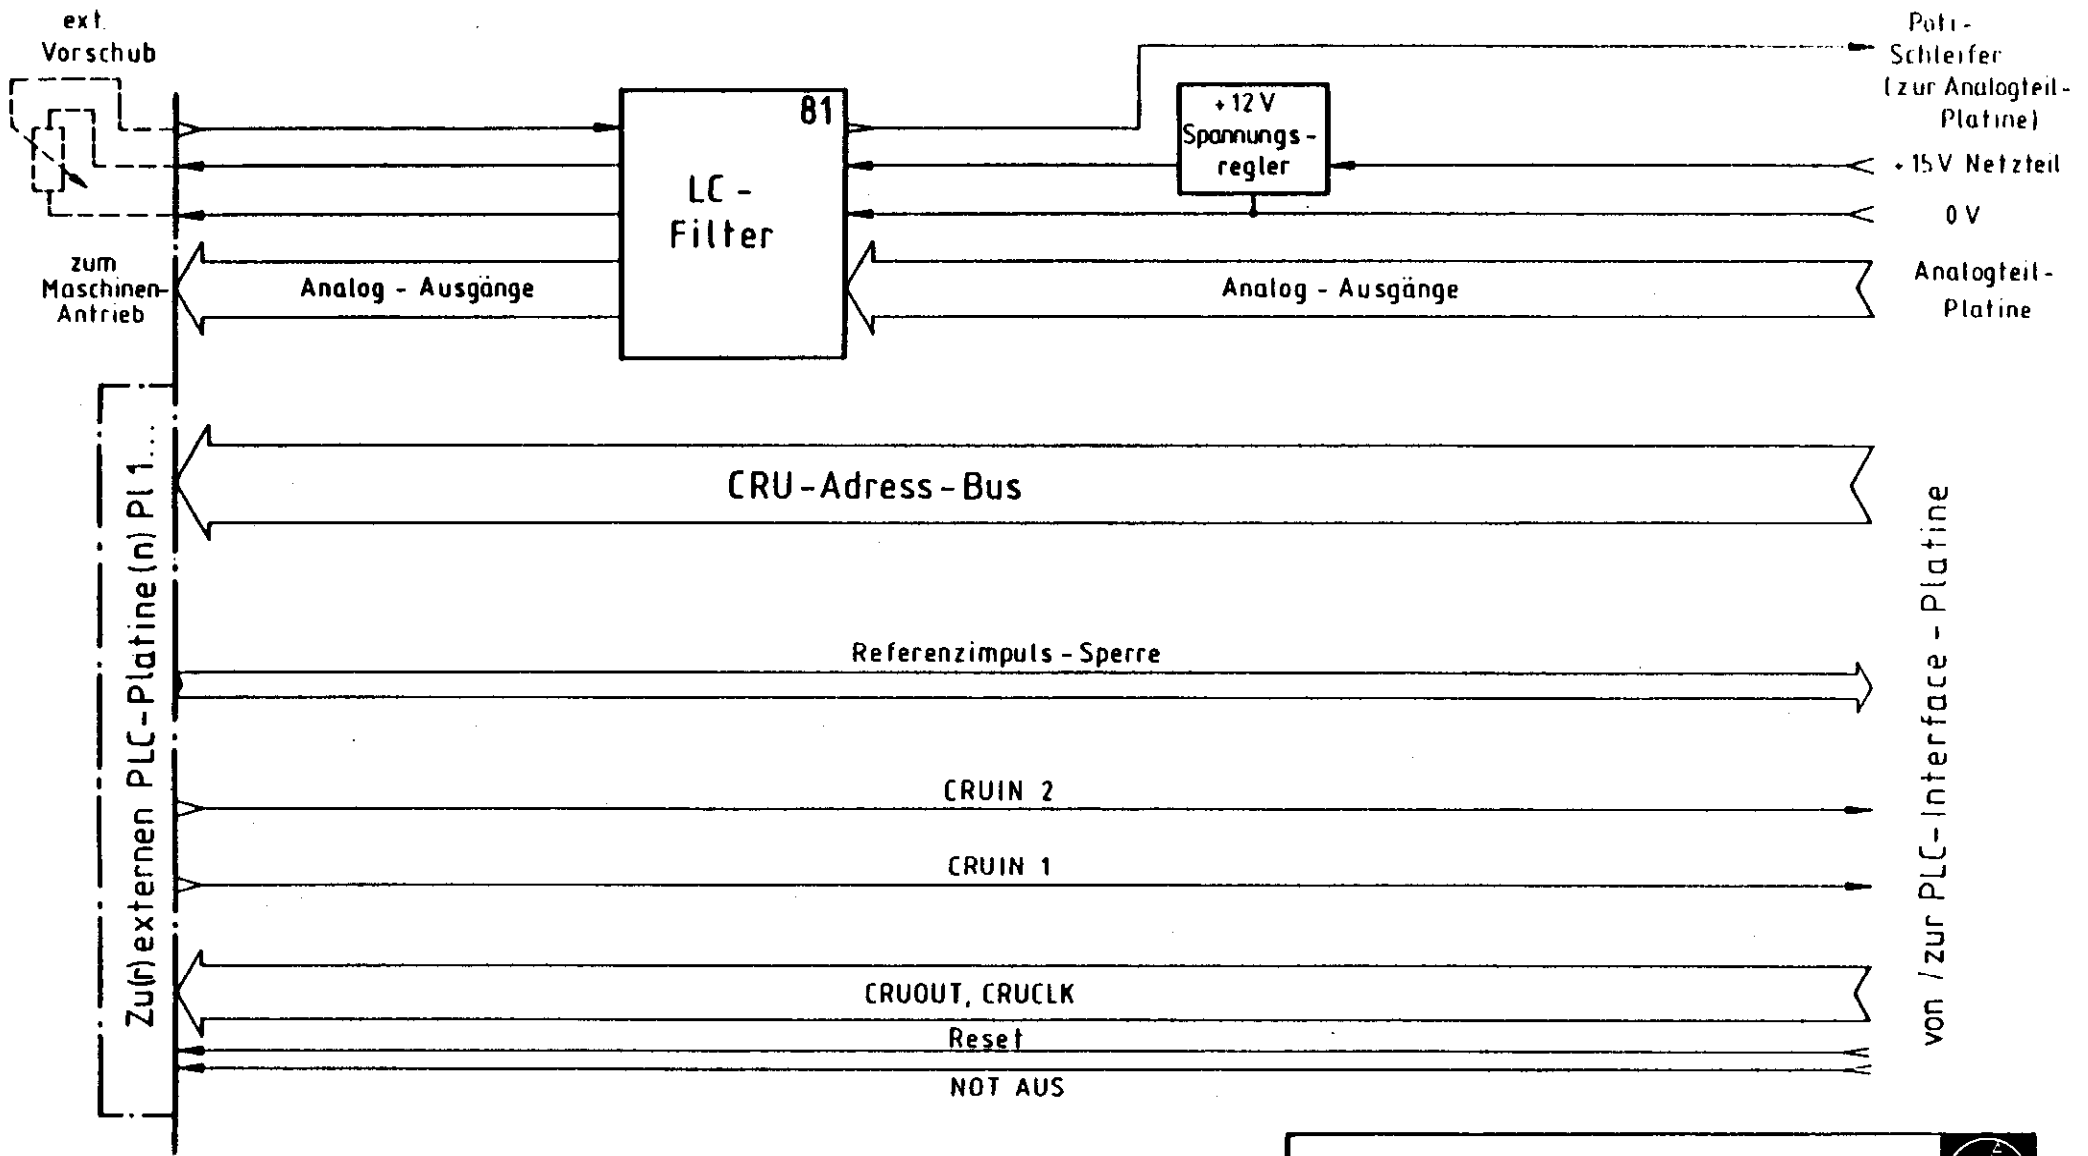 ext.
Vorschub
81
LC -
Filter
+12V
Spannungs-
regler
Poti-
Schleifer
(zur Analogteil-
Platine)
+15V Netzteil
0V
zum
Maschinen-
Antrieb
Analog - Ausgänge
Analog - Ausgänge
Analogteil-
Platine
Zu(r) externen PLC-Platine(n) Pl 1...
CRU-Adress-Bus
Referenzimpuls - Sperre
CRUIN 2
CRUIN 1
CRUOUT, CRUCLK
Reset
NOT AUS
von /zur PLC-Interface - Platine